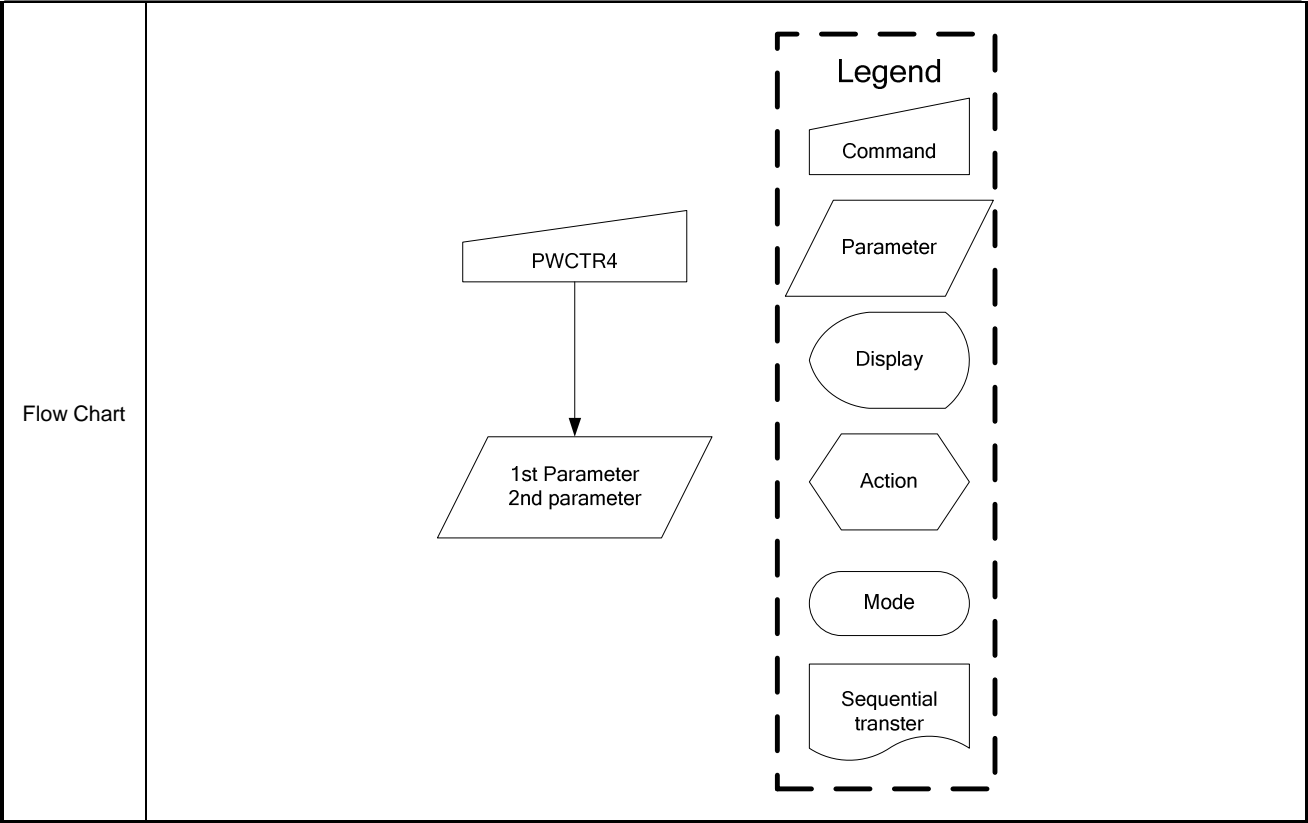 Flow Chart
PWCTR4
1st Parameter
2nd parameter
Legend
Command
Parameter
Display
Action
Mode
Sequential
transter